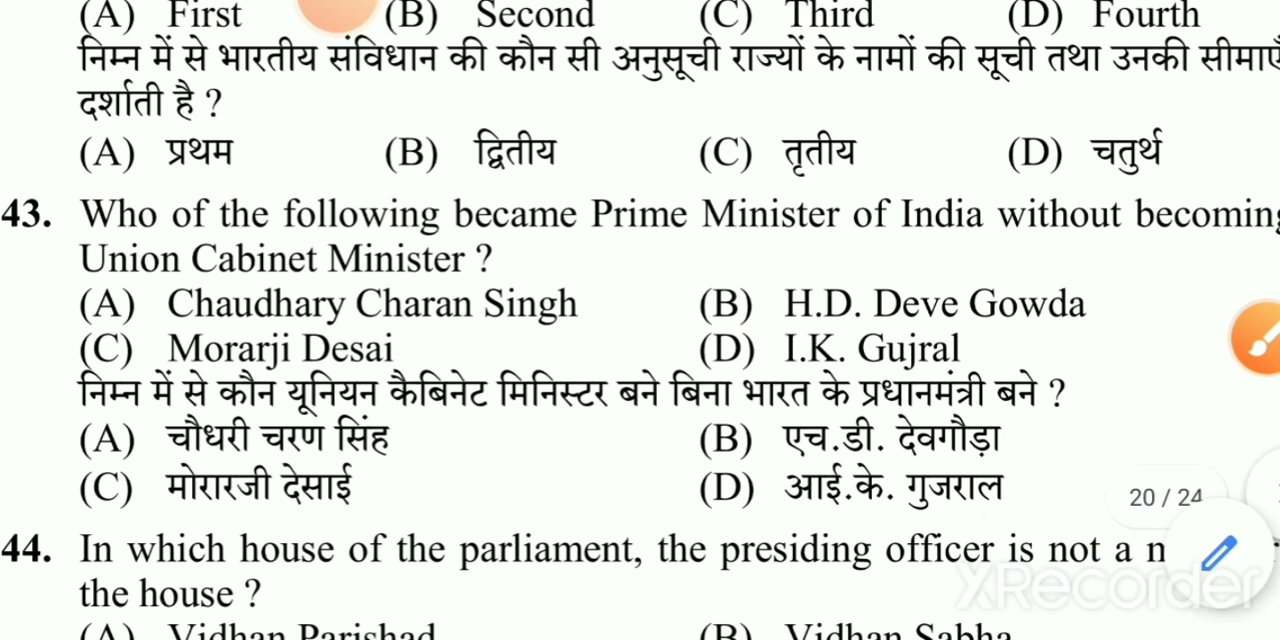 (A) First (B) Second (C) Third (D) Fourth
निम्न में से भारतीय संविधान की कौन सी अनुसूची राज्यों के नामों की सूची तथा उनकी सीमाएँ
दर्शाती है ?
(A) प्रथम (B) द्वितीय (C) तृतीय (D) चतुर्थ
43. Who of the following became Prime Minister of India without becoming
Union Cabinet Minister ?
(A) Chaudhary Charan Singh (B) H.D. Deve Gowda
(C) Morarji Desai (D) I.K. Gujral
निम्न में से कौन यूनियन कैबिनेट मिनिस्टर बने बिना भारत के प्रधानमंत्री बने ?
(A) चौधरी चरण सिंह (B) एच.डी. देवगौड़ा
(C) मोरारजी देसाई (D) आई.के. गुजराल
20 / 24
44. In which house of the parliament, the presiding officer is not a
the house ?
XRecorder
(A) Vidhan Parishad (B) Vidhan Sabha